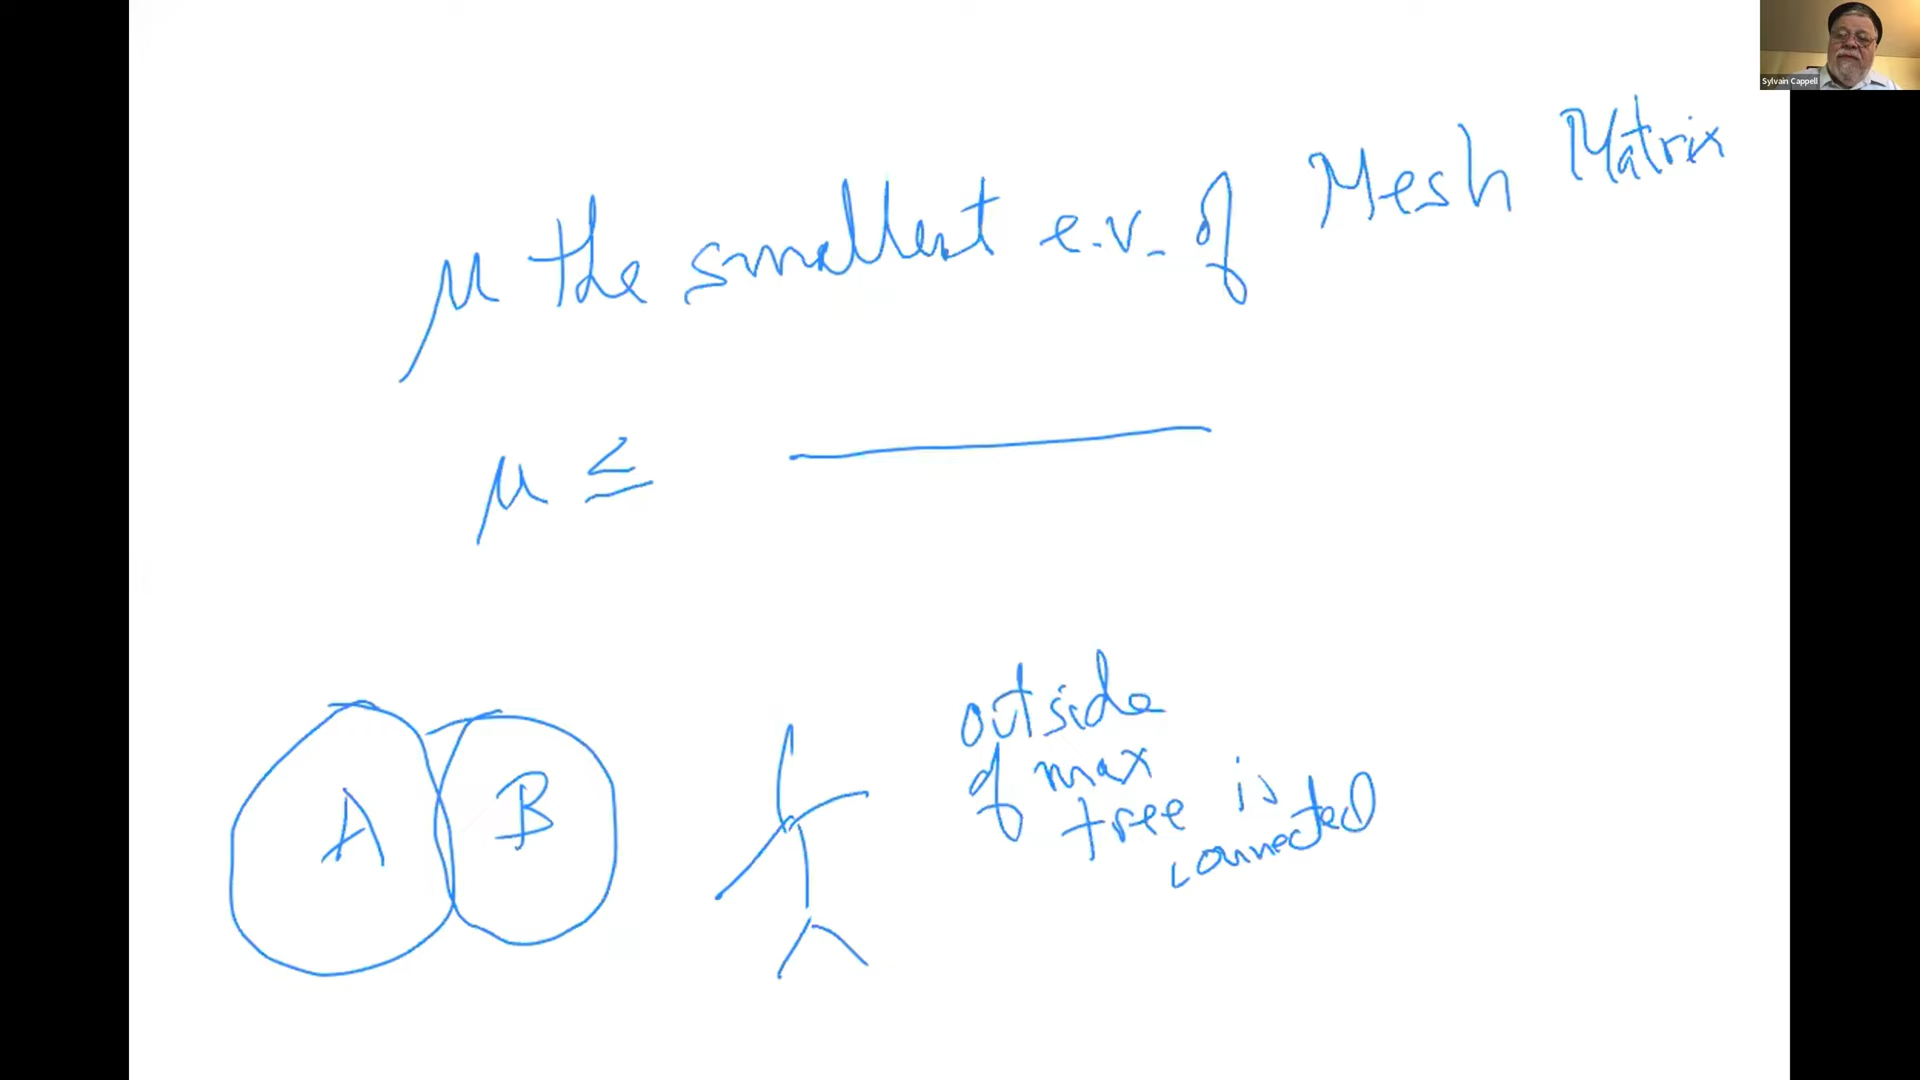 Sylvain Cappell
μ the smallest e.v. of Mesh Matrix
μ ≤
A B
outside
of max
tree is
connected